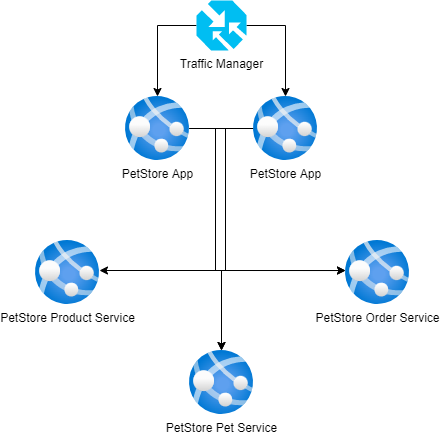 Traffic Manager
PetStore App
PetStore App
PetStore Product Service
PetStore Order Service
PetStore Pet Service